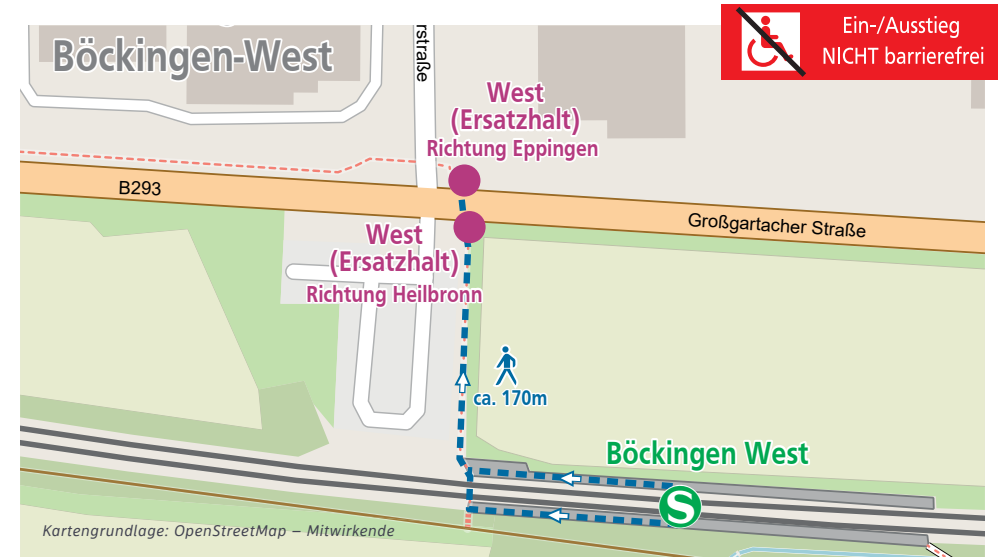 Ein-/Ausstieg
NICHT barrierefrei
Böckingen-West
rstraße
West
(Ersatzhalt)
Richtung Eppingen
B293
Großgartacher Straße
West
(Ersatzhalt)
Richtung Heilbronn
ca. 170m
Böckingen West
S
Kartengrundlage: OpenStreetMap – Mitwirkende